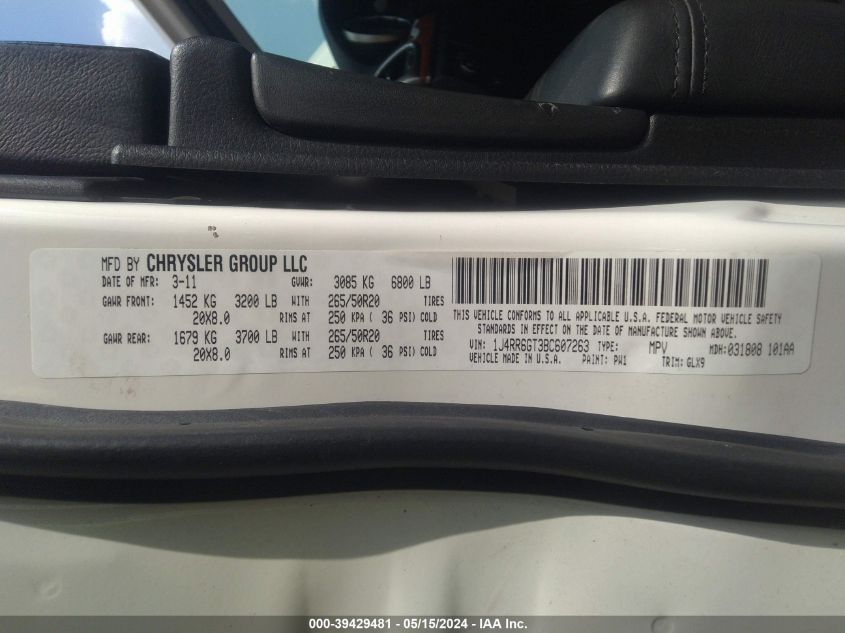 MFD BY CHRYSLER GROUP LLC
DATE OF MFR: 3-11 GVWR: 3085 KG 6800 LB
GAWR FRONT: 1452 KG 3200 LB WITH 265/50R20 TIRES
20X8.0 RIMS AT 250 KPA ( 36 PSI) COLD
GAWR REAR: 1679 KG 3700 LB WITH 265/50R20 TIRES
20X8.0 RIMS AT 250 KPA ( 36 PSI) COLD
THIS VEHICLE CONFORMS TO ALL APPLICABLE U.S.A. FEDERAL MOTOR VEHICLE SAFETY
STANDARDS IN EFFECT ON THE DATE OF MANUFACTURE SHOWN ABOVE.
VIN: 1J4RR6GT3BC607263 TYPE: MPV MDH: 031808 101AA
VEHICLE MADE IN U.S.A. PAINT: PW1 TRIM: GLX9
000-39429481 - 05/15/2024 - IAA Inc.